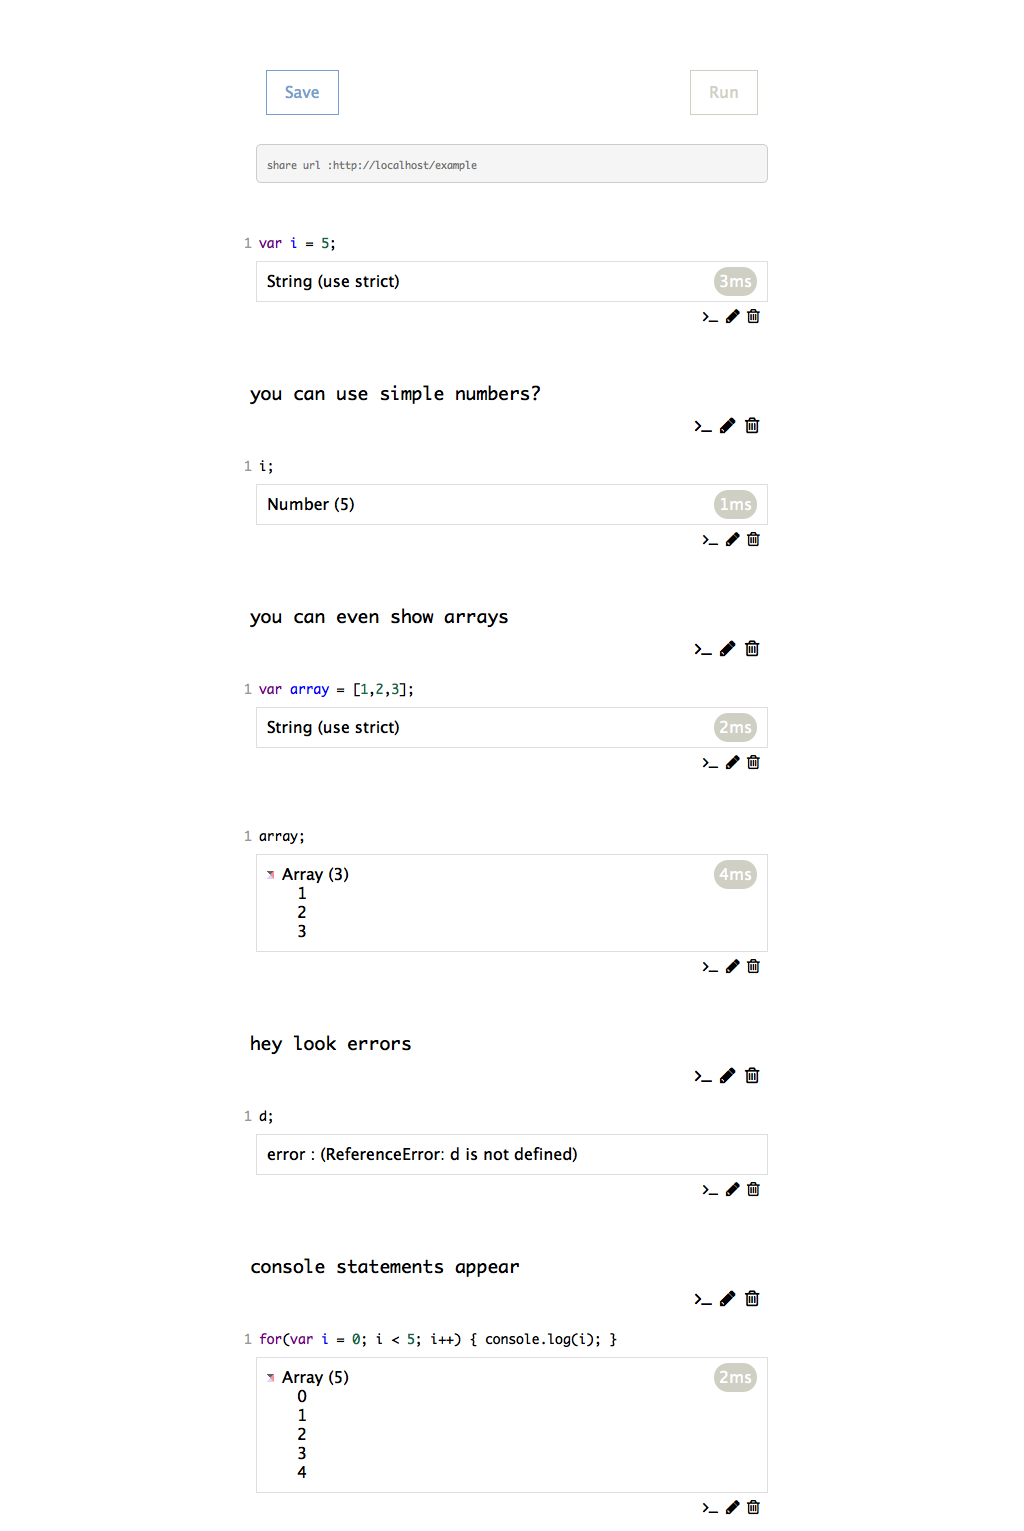 Save
Run
share url :http://localhost/example
1 var i = 5;
String (use strict)
3ms
>_
you can use simple numbers?
>_
1 i;
Number (5)
1ms
>_
you can even show arrays
>_
1 var array = [1,2,3];
String (use strict)
2ms
>_
1 array;
Array (3)
4ms
1
2
3
>_
hey look errors
>_
1 d;
error : (ReferenceError: d is not defined)
>_
console statements appear
>_
1 for(var i = 0; i < 5; i++) { console.log(i); }
Array (5)
2ms
0
1
2
3
4
>_